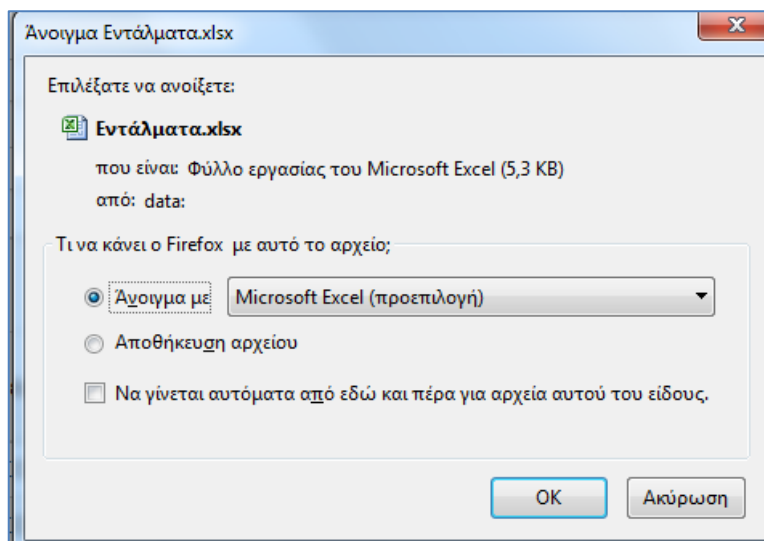 Άνοιγμα Εντάλματα.xlsx
Επιλέξατε να ανοίξετε:
Εντάλματα.xlsx
που είναι: Φύλλο εργασίας του Microsoft Excel (5,3 KB)
από: data:
Τι να κάνει ο Firefox με αυτό το αρχείο;
Άνοιγμα με Microsoft Excel (προεπιλογή)
Αποθήκευση αρχείου
Να γίνεται αυτόματα από εδώ και πέρα για αρχεία αυτού του είδους.
OK Ακύρωση